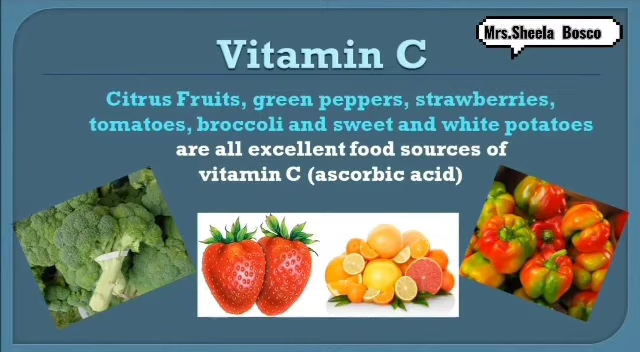 Mrs.Sheela Bosco
Vitamin C
Citrus Fruits, green peppers, strawberries,
tomatoes, broccoli and sweet and white potatoes
are all excellent food sources of
vitamin C (ascorbic acid)